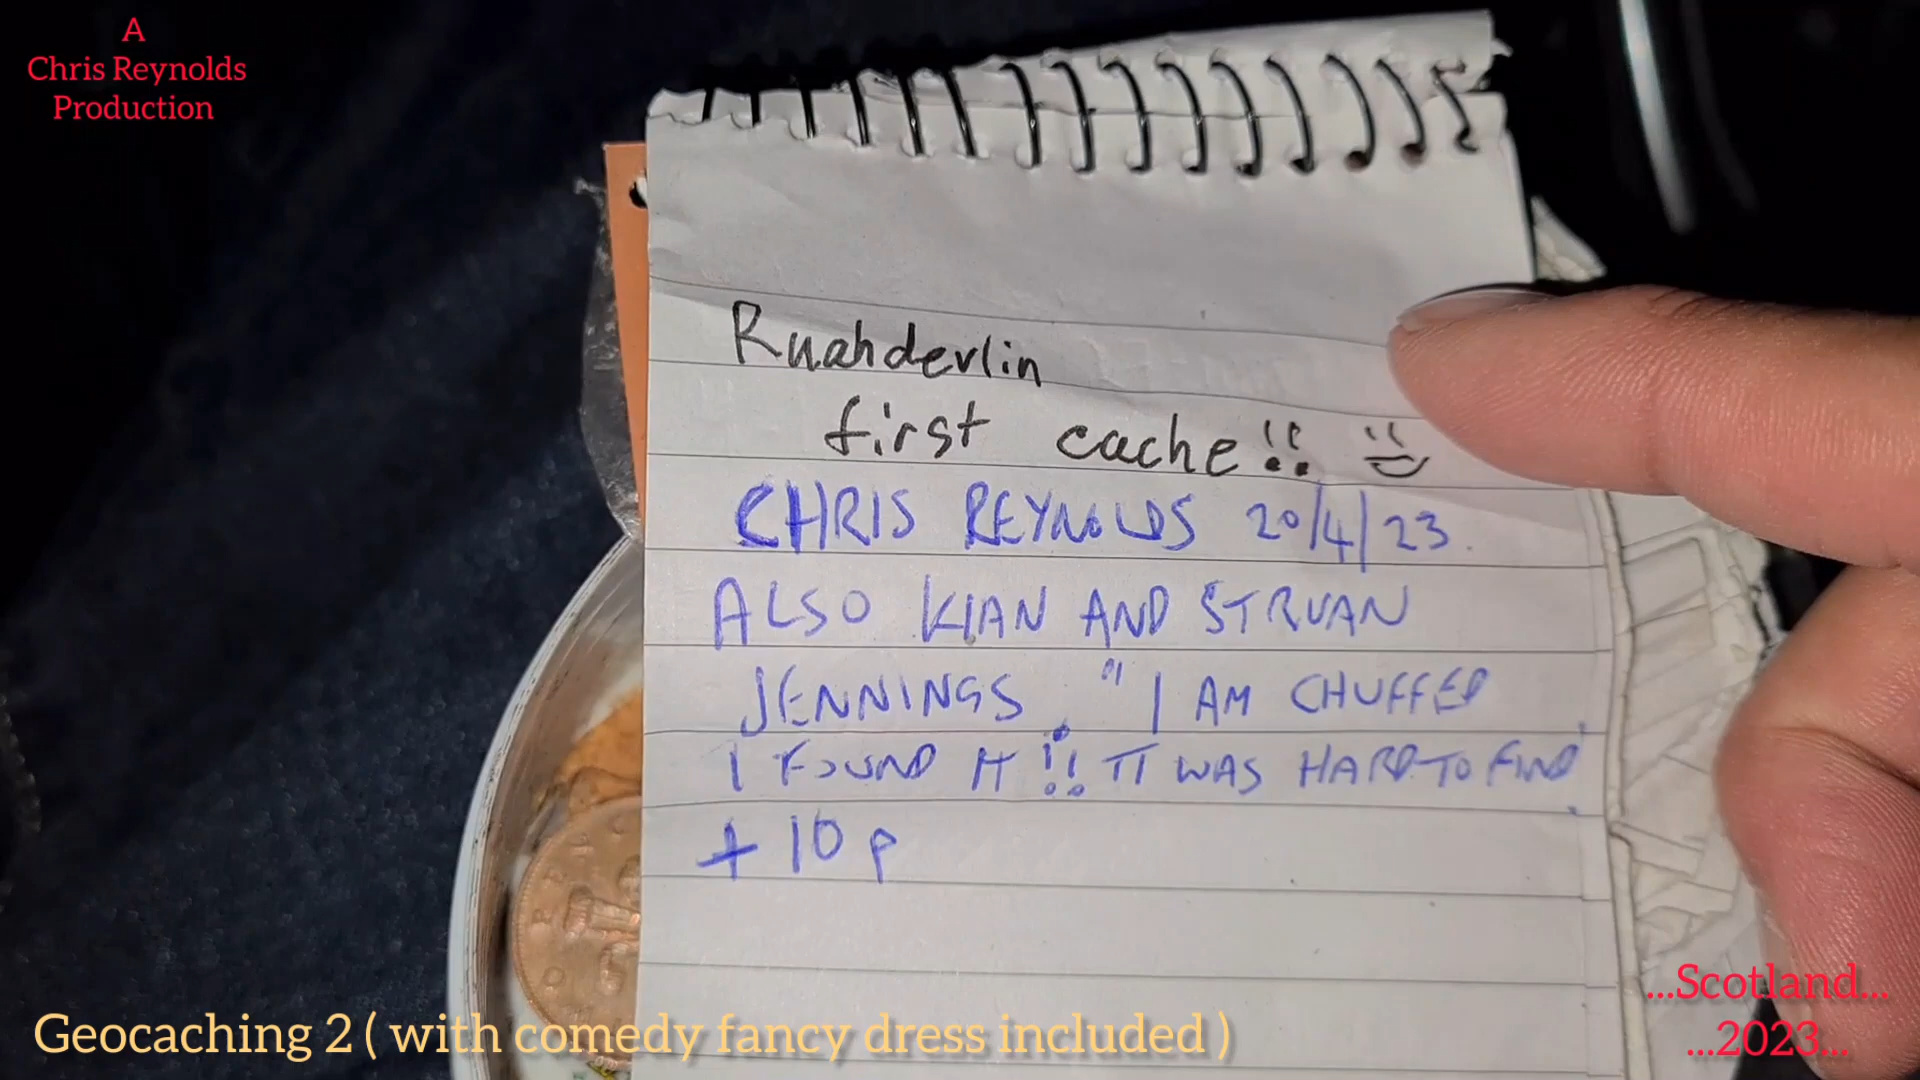 A
Chris Reynolds
Production
Ruahdevlin
first cache!! :)
CHRIS REYNOLDS 20/4/23.
ALSO KIAN AND STRUAN
JENNINGS. "I AM CHUFFED
I FOUND IT!! IT WAS HARD TO FIND
+ 10p
Geocaching 2 ( with comedy fancy dress included )
...Scotland...
...2023...